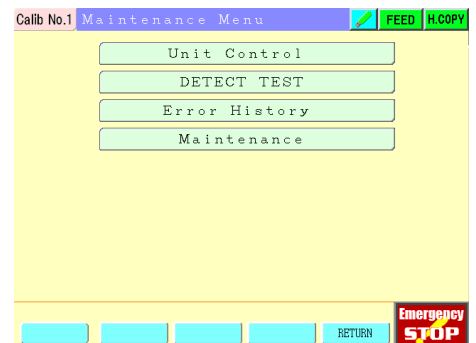 Calib No.1 Maintenance Menu FEED H.COPY
Unit Control
DETECT TEST
Error History
Maintenance
RETURN
Emergency
STOP